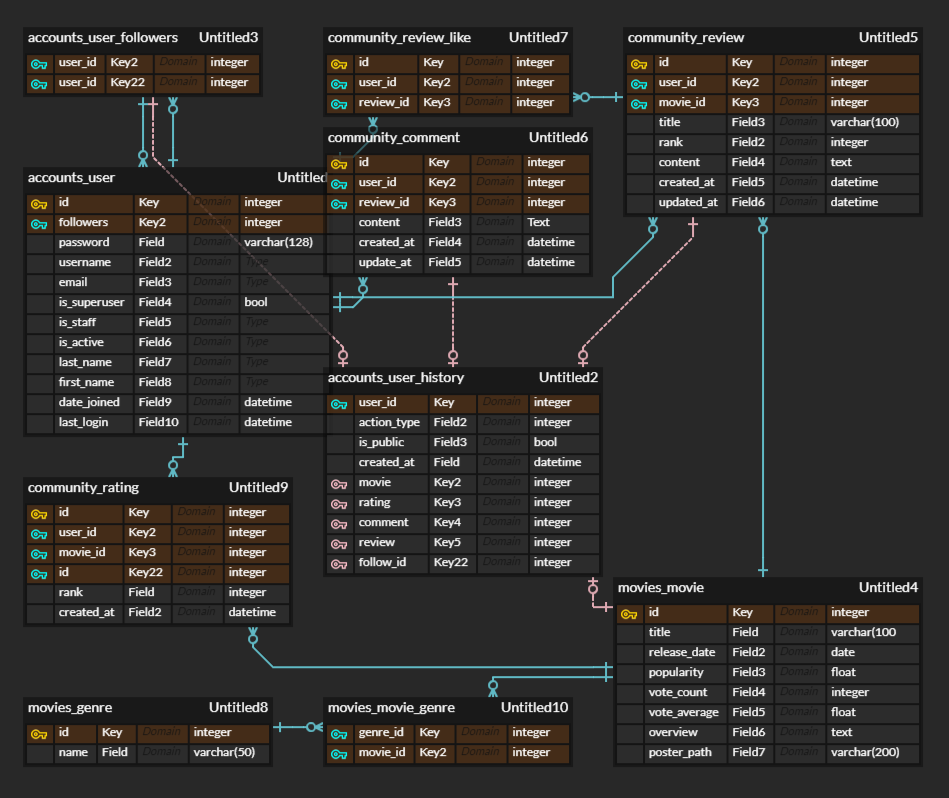 accounts_user_followers Untitled3
user_id Key2 Domain integer
user_id Key22 Domain integer
community_review_like Untitled7
id Key Domain integer
user_id Key2 Domain integer
review_id Key3 Domain integer
community_review Untitled5
id Key Domain integer
user_id Key2 Domain integer
movie_id Key3 Domain integer
title Field3 Domain varchar(100)
rank Field2 Domain integer
content Field4 Domain text
created_at Field5 Domain datetime
updated_at Field6 Domain datetime
community_comment Untitled6
id Key Domain integer
user_id Key2 Domain integer
review_id Key3 Domain integer
content Field3 Domain Text
created_at Field4 Domain datetime
update_at Field5 Domain datetime
accounts_user Untitled
id Key Domain integer
followers Key2 Domain integer
password Field Domain varchar(128)
username Field2 Domain Type
email Field3 Domain Type
is_superuser Field4 Domain bool
is_staff Field5 Domain Type
is_active Field6 Domain Type
last_name Field7 Domain Type
first_name Field8 Domain Type
date_joined Field9 Domain datetime
last_login Field10 Domain datetime
accounts_user_history Untitled2
user_id Key Domain integer
action_type Field2 Domain integer
is_public Field3 Domain bool
created_at Field Domain datetime
movie Key2 Domain integer
rating Key3 Domain integer
comment Key4 Domain integer
review Key5 Domain integer
follow_id Key22 Domain integer
community_rating Untitled9
id Key Domain integer
user_id Key2 Domain integer
movie_id Key3 Domain integer
id Key22 Domain integer
rank Field Domain integer
created_at Field2 Domain datetime
movies_movie Untitled4
id Key Domain integer
title Field Domain varchar(100
release_date Field2 Domain date
popularity Field3 Domain float
vote_count Field4 Domain integer
vote_average Field5 Domain float
overview Field6 Domain text
poster_path Field7 Domain varchar(200)
movies_genre Untitled8
id Key Domain integer
name Field Domain varchar(50)
movies_movie_genre Untitled10
genre_id Key Domain integer
movie_id Key2 Domain integer